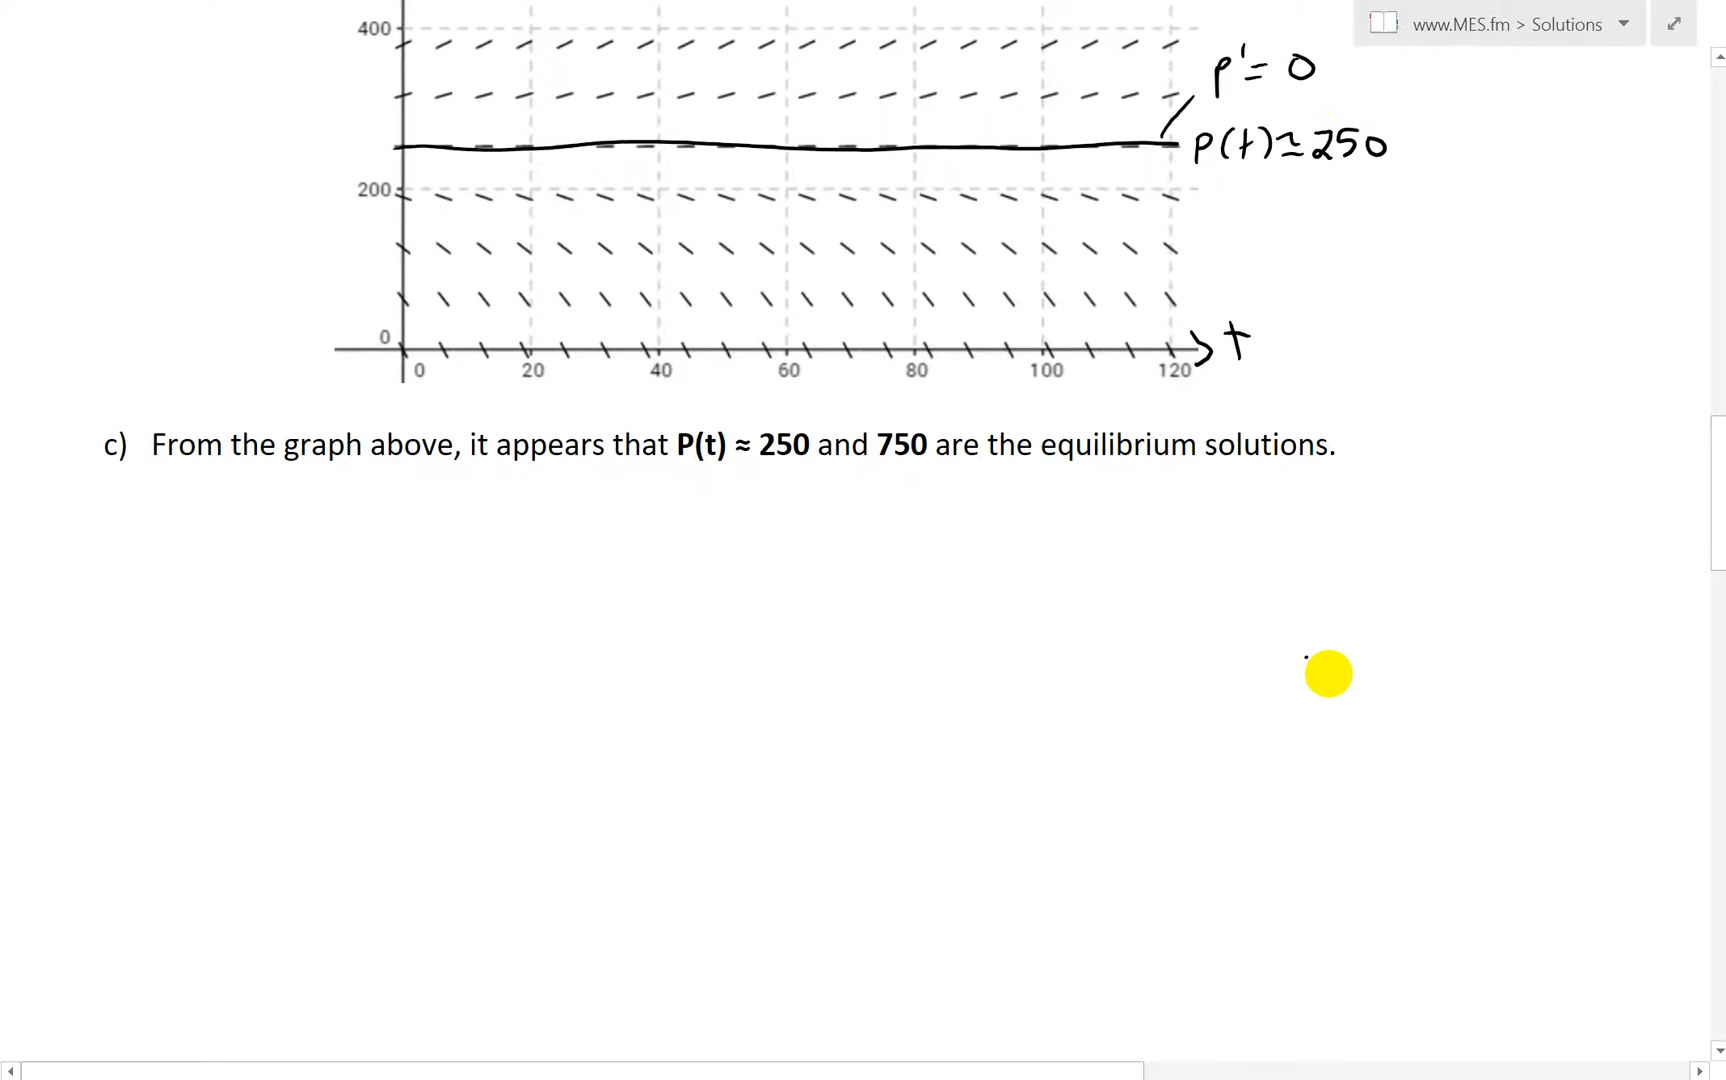 www.MES.fm > Solutions
400
p' = 0
P(t) ≃ 250
200
0
t
0 20 40 60 80 100 120
c) From the graph above, it appears that P(t) ≈ 250 and 750 are the equilibrium solutions.